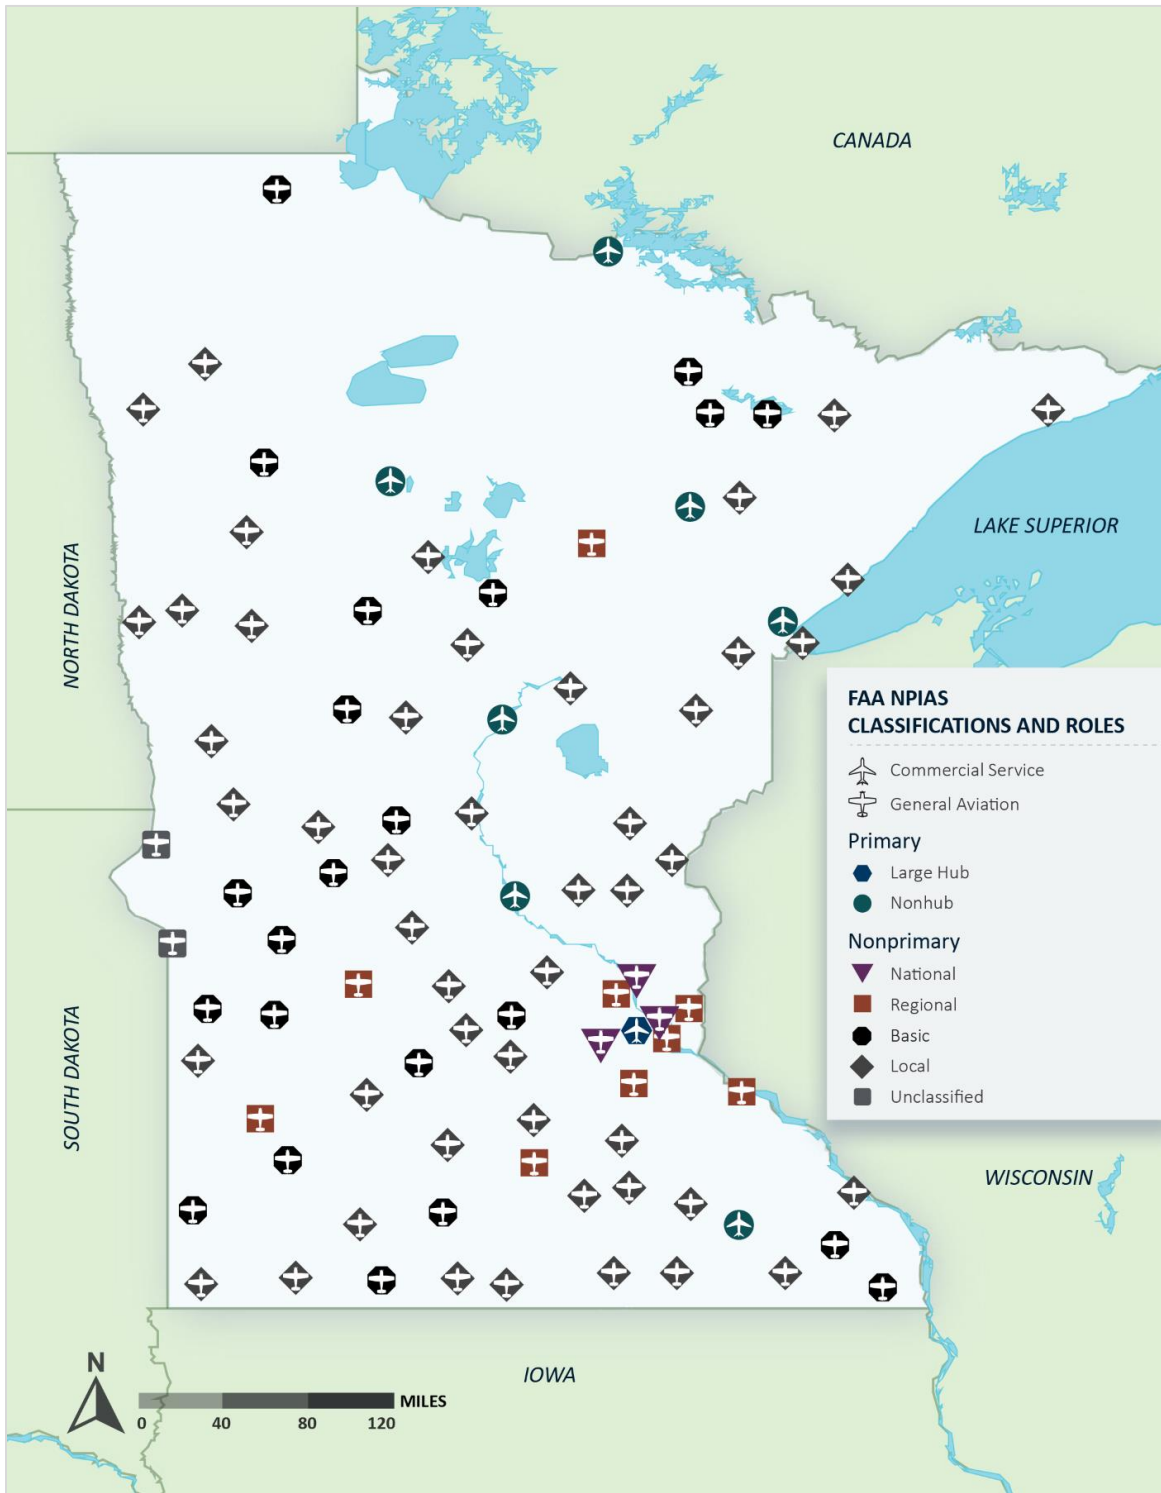 CANADA
LAKE SUPERIOR
NORTH DAKOTA
FAA NPIAS
CLASSIFICATIONS AND ROLES
Commercial Service
General Aviation
Primary
Large Hub
Nonhub
Nonprimary
National
Regional
Basic
Local
Unclassified
SOUTH DAKOTA
WISCONSIN
IOWA
N
MILES
0 40 80 120